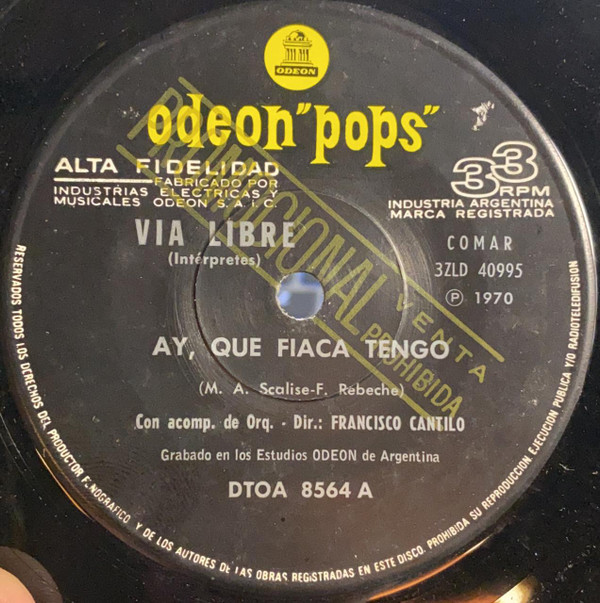 ODEON
odeon "pops"
ALTA FIDELIDAD
FABRICADO POR
INDUSTRIAS ELECTRICAS Y
MUSICALES ODEON S.A.I.C.
33
RPM
INDUSTRIA ARGENTINA
MARCA REGISTRADA
PROMOCIONAL
VENTA
PROHIBIDA
VIA LIBRE
(Intérpretes)
COMAR
3ZLD 40995
Ⓟ 1970
AY, QUE FIACA TENGO
(M. A. Scalise-F. Rebeche)
Con acomp. de Orq. - Dir.: FRANCISCO CANTILO
Grabado en los Estudios ODEON de Argentina
DTOA 8564 A
RESERVADOS TODOS LOS DERECHOS DEL PRODUCTOR FONOGRAFICO Y DE LOS AUTORES DE LAS OBRAS REGISTRADAS EN ESTE DISCO. PROHIBIDA SU REPRODUCCION EJECUCION PUBLICA Y/O RADIOTELEDIFUSION